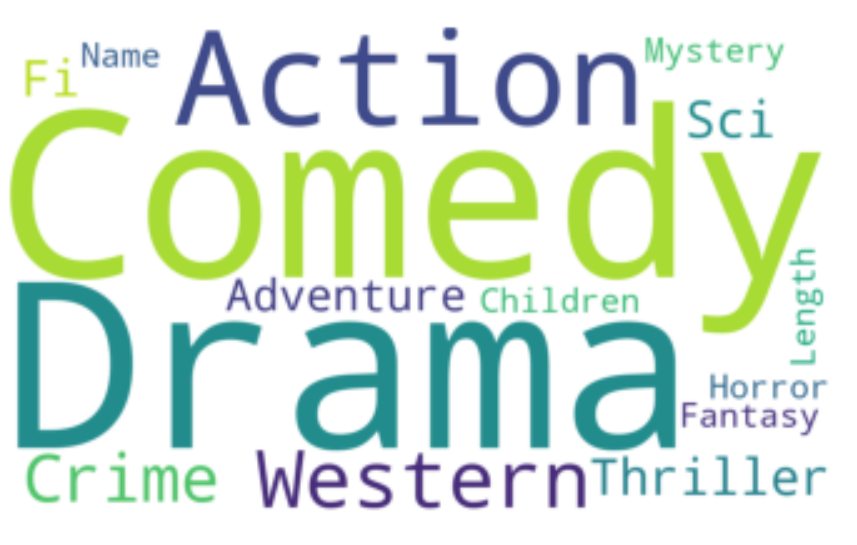 Fi Name Action Mystery
Comedy Sci
Adventure Children Length
Drama Horror
Fantasy
Crime Western Thriller